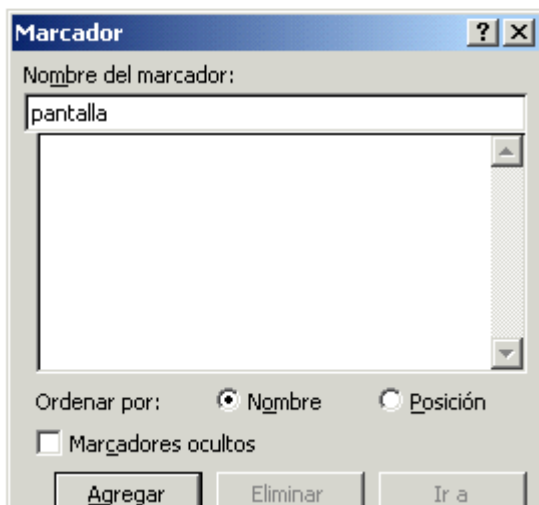 Marcador
Nombre del marcador:
pantalla
Ordenar por: Nombre Posición
Marcadores ocultos
Agregar Eliminar Ir a